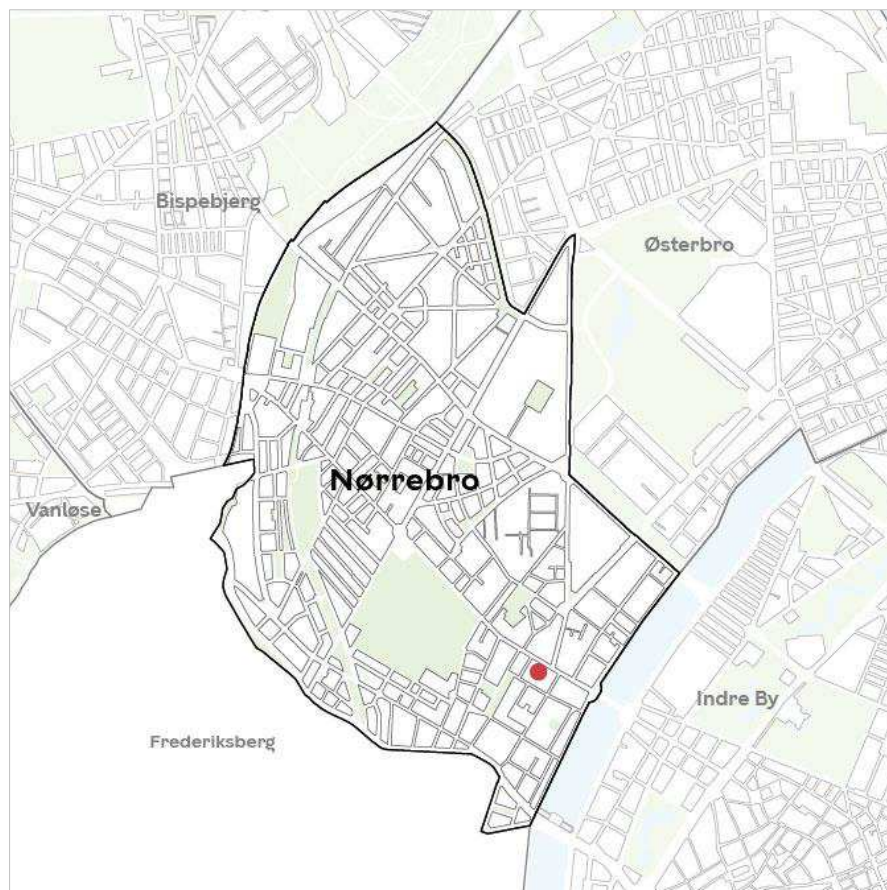 Bispebjerg
Østerbro
Nørrebro
Vanløse
Indre By
Frederiksberg